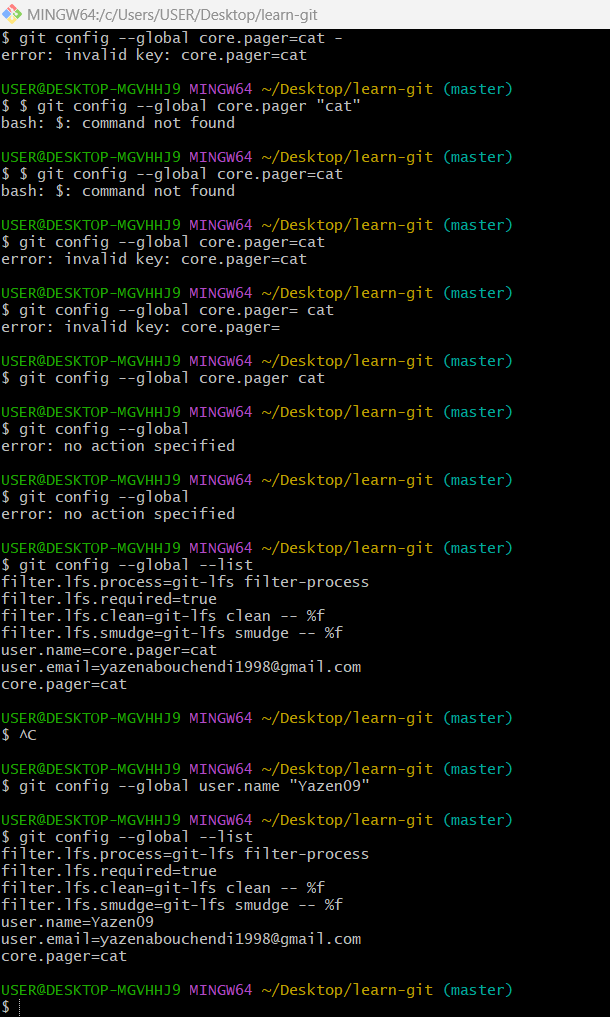 MINGW64:/c/Users/USER/Desktop/learn-git
$ git config --global core.pager=cat -
error: invalid key: core.pager=cat
USER@DESKTOP-MGVHHJ9 MINGW64 ~/Desktop/learn-git (master)
$ $ git config --global core.pager "cat"
bash: $: command not found
USER@DESKTOP-MGVHHJ9 MINGW64 ~/Desktop/learn-git (master)
$ $ git config --global core.pager=cat
bash: $: command not found
USER@DESKTOP-MGVHHJ9 MINGW64 ~/Desktop/learn-git (master)
$ git config --global core.pager=cat
error: invalid key: core.pager=cat
USER@DESKTOP-MGVHHJ9 MINGW64 ~/Desktop/learn-git (master)
$ git config --global core.pager= cat
error: invalid key: core.pager=
USER@DESKTOP-MGVHHJ9 MINGW64 ~/Desktop/learn-git (master)
$ git config --global core.pager cat
USER@DESKTOP-MGVHHJ9 MINGW64 ~/Desktop/learn-git (master)
$ git config --global
error: no action specified
USER@DESKTOP-MGVHHJ9 MINGW64 ~/Desktop/learn-git (master)
$ git config --global
error: no action specified
USER@DESKTOP-MGVHHJ9 MINGW64 ~/Desktop/learn-git (master)
$ git config --global --list
filter.lfs.process=git-lfs filter-process
filter.lfs.required=true
filter.lfs.clean=git-lfs clean -- %f
filter.lfs.smudge=git-lfs smudge -- %f
user.name=core.pager=cat
user.email=yazenabouchendi1998@gmail.com
core.pager=cat
USER@DESKTOP-MGVHHJ9 MINGW64 ~/Desktop/learn-git (master)
$ ^C
USER@DESKTOP-MGVHHJ9 MINGW64 ~/Desktop/learn-git (master)
$ git config --global user.name "Yazen09"
USER@DESKTOP-MGVHHJ9 MINGW64 ~/Desktop/learn-git (master)
$ git config --global --list
filter.lfs.process=git-lfs filter-process
filter.lfs.required=true
filter.lfs.clean=git-lfs clean -- %f
filter.lfs.smudge=git-lfs smudge -- %f
user.name=Yazen09
user.email=yazenabouchendi1998@gmail.com
core.pager=cat
USER@DESKTOP-MGVHHJ9 MINGW64 ~/Desktop/learn-git (master)
$